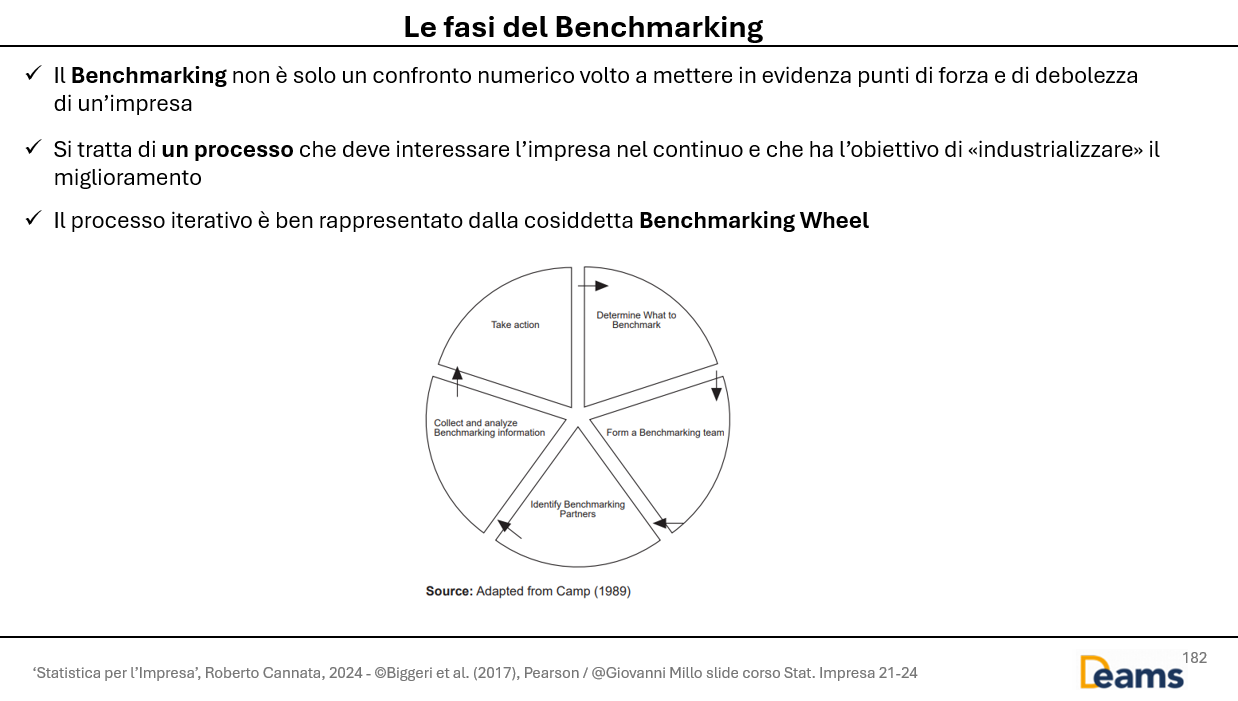 Le fasi del Benchmarking
✓ Il Benchmarking non è solo un confronto numerico volto a mettere in evidenza punti di forza e di debolezza
di un’impresa
✓ Si tratta di un processo che deve interessare l’impresa nel continuo e che ha l’obiettivo di «industrializzare» il
miglioramento
✓ Il processo iterativo è ben rappresentato dalla cosiddetta Benchmarking Wheel
Take action
Determine What to
Benchmark
Collect and analyze
Benchmarking information
Form a Benchmarking team
Identify Benchmarking
Partners
Source: Adapted from Camp (1989)
‘Statistica per l’Impresa’, Roberto Cannata, 2024 - ©Biggeri et al. (2017), Pearson / @Giovanni Millo slide corso Stat. Impresa 21-24
Deams
182